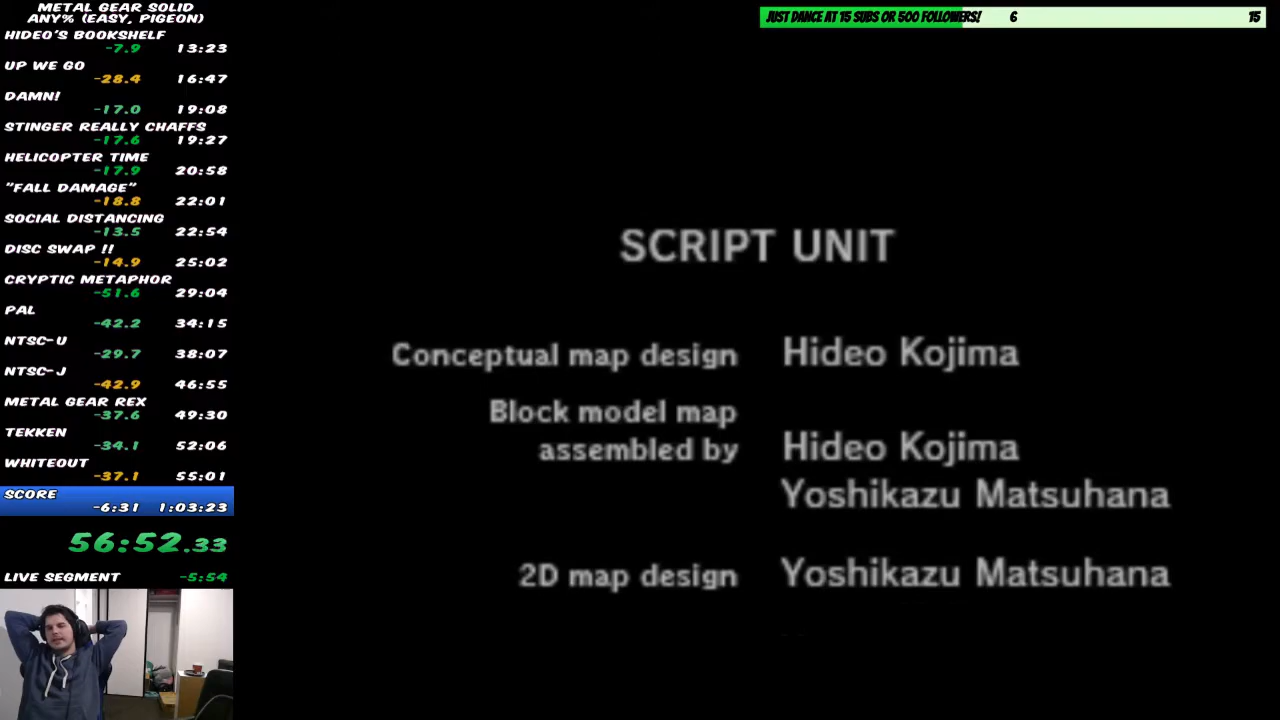 METAL GEAR SOLID
ANY% (EASY, PIGEON)
HIDEO'S BOOKSHELF
-7.9 13:23
UP WE GO
-28.4 16:47
DAMN!
-17.0 19:08
STINGER REALLY CHAFFS
-17.6 19:27
HELICOPTER TIME
-17.9 20:58
"FALL DAMAGE"
-18.8 22:01
SOCIAL DISTANCING
-13.5 22:54
DISC SWAP !!
-14.9 25:02
CRYPTIC METAPHOR
-51.6 29:04
PAL
-42.2 34:15
NTSC-U
-29.7 38:07
NTSC-J
-42.9 46:55
METAL GEAR REX
-37.6 49:30
TEKKEN
-34.1 52:06
WHITEOUT
-37.1 55:01
SCORE
-6:31 1:03:23
56:52.33
LIVE SEGMENT -5:54
JUST DANCE AT 15 SUBS OR 500 FOLLOWERS! 6 15
SCRIPT UNIT
Conceptual map design Hideo Kojima
Block model map
assembled by Hideo Kojima
Yoshikazu Matsuhana
2D map design Yoshikazu Matsuhana